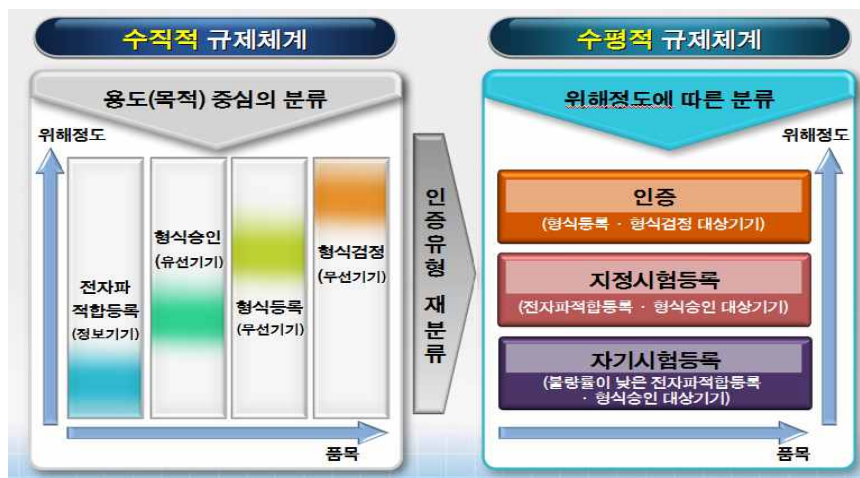 수직적 규제체계
용도(목적) 중심의 분류
위해정도
전자파
적합등록
(정보기기)
형식승인
(유선기기)
형식등록
(무선기기)
형식검정
(무선기기)
품목
인증유형 재분류
수평적 규제체계
위해정도에 따른 분류
위해정도
인증
(형식등록 · 형식검정 대상기기)
지정시험등록
(전자파적합등록 · 형식승인 대상기기)
자기시험등록
(불량률이 낮은 전자파적합등록
· 형식승인 대상기기)
품목